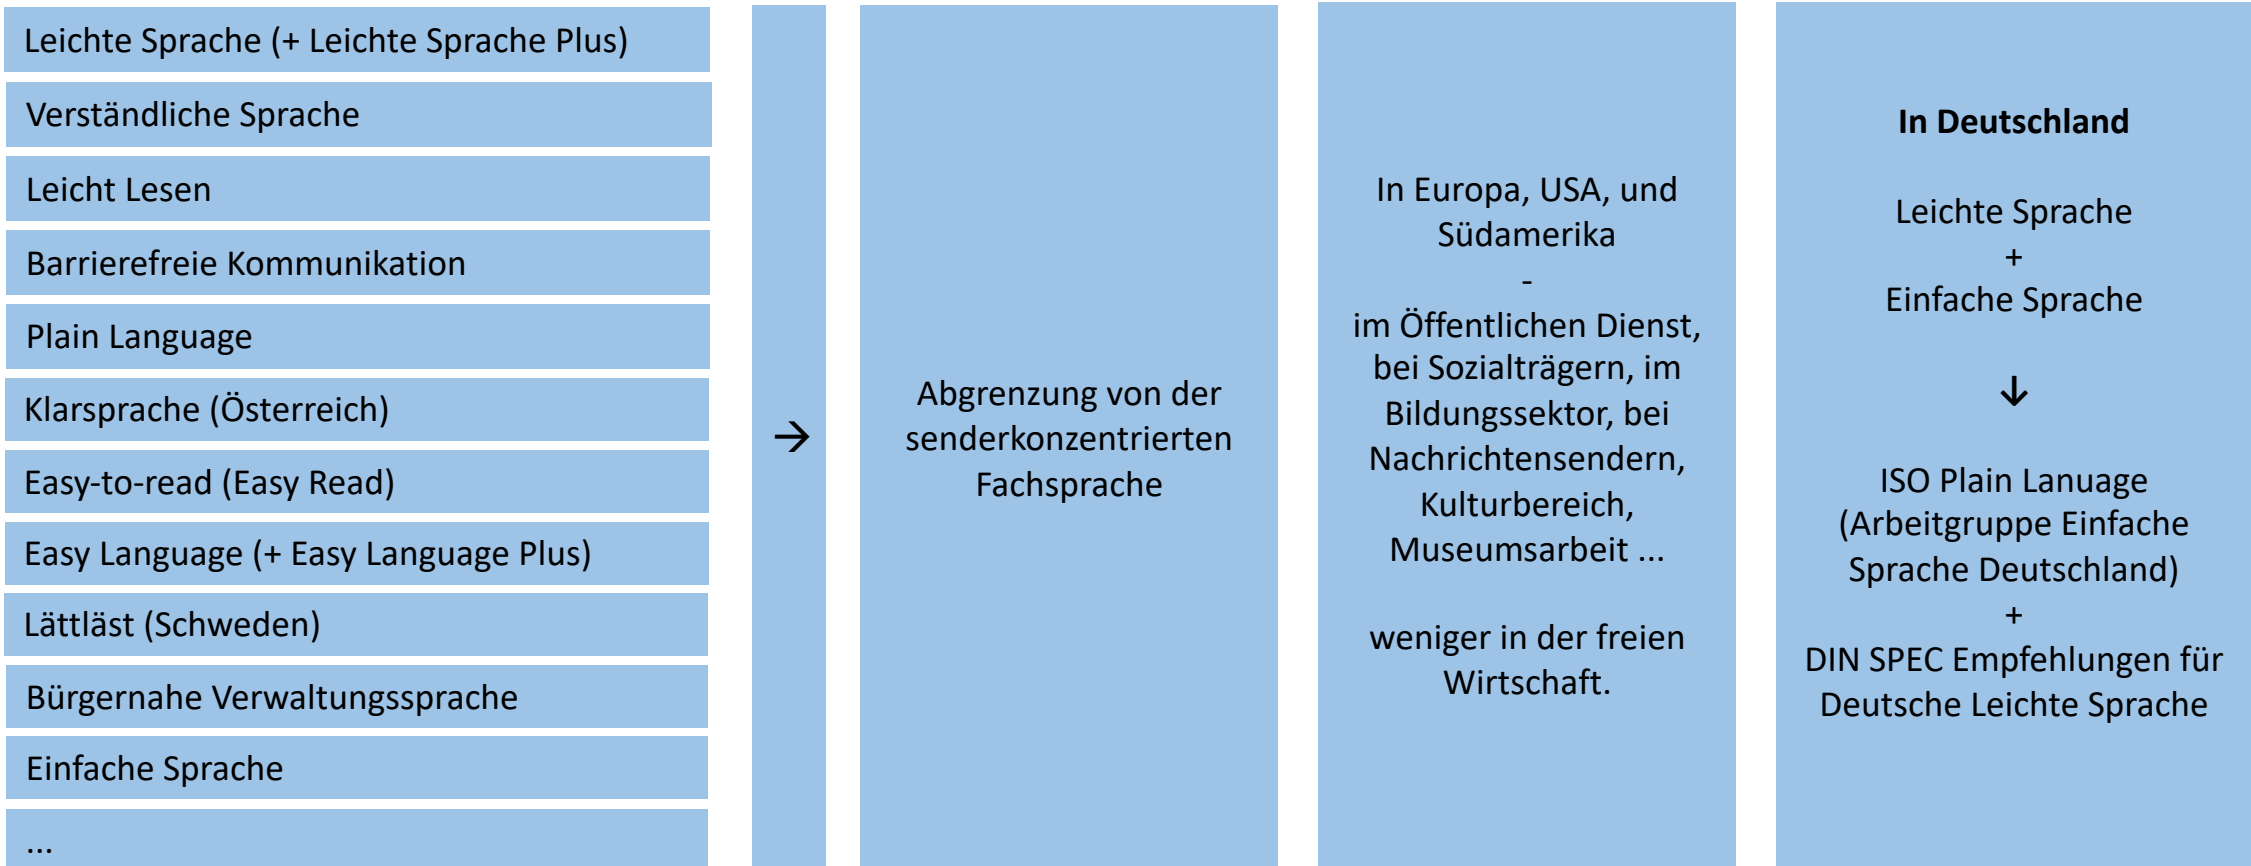 Leichte Sprache (+ Leichte Sprache Plus)
Verständliche Sprache
Leicht Lesen
Barrierefreie Kommunikation
Plain Language
Klarsprache (Österreich)
Easy-to-read (Easy Read)
Easy Language (+ Easy Language Plus)
Lättläst (Schweden)
Bürgernahe Verwaltungssprache
Einfache Sprache
...
→
Abgrenzung von der
senderkonzentrierten
Fachsprache
In Europa, USA, und
Südamerika
-
im Öffentlichen Dienst,
bei Sozialträgern, im
Bildungssektor, bei
Nachrichtensendern,
Kulturbereich,
Museumsarbeit ...
weniger in der freien
Wirtschaft.
In Deutschland
Leichte Sprache
+
Einfache Sprache
↓
ISO Plain Lanuage
(Arbeitgruppe Einfache
Sprache Deutschland)
+
DIN SPEC Empfehlungen für
Deutsche Leichte Sprache